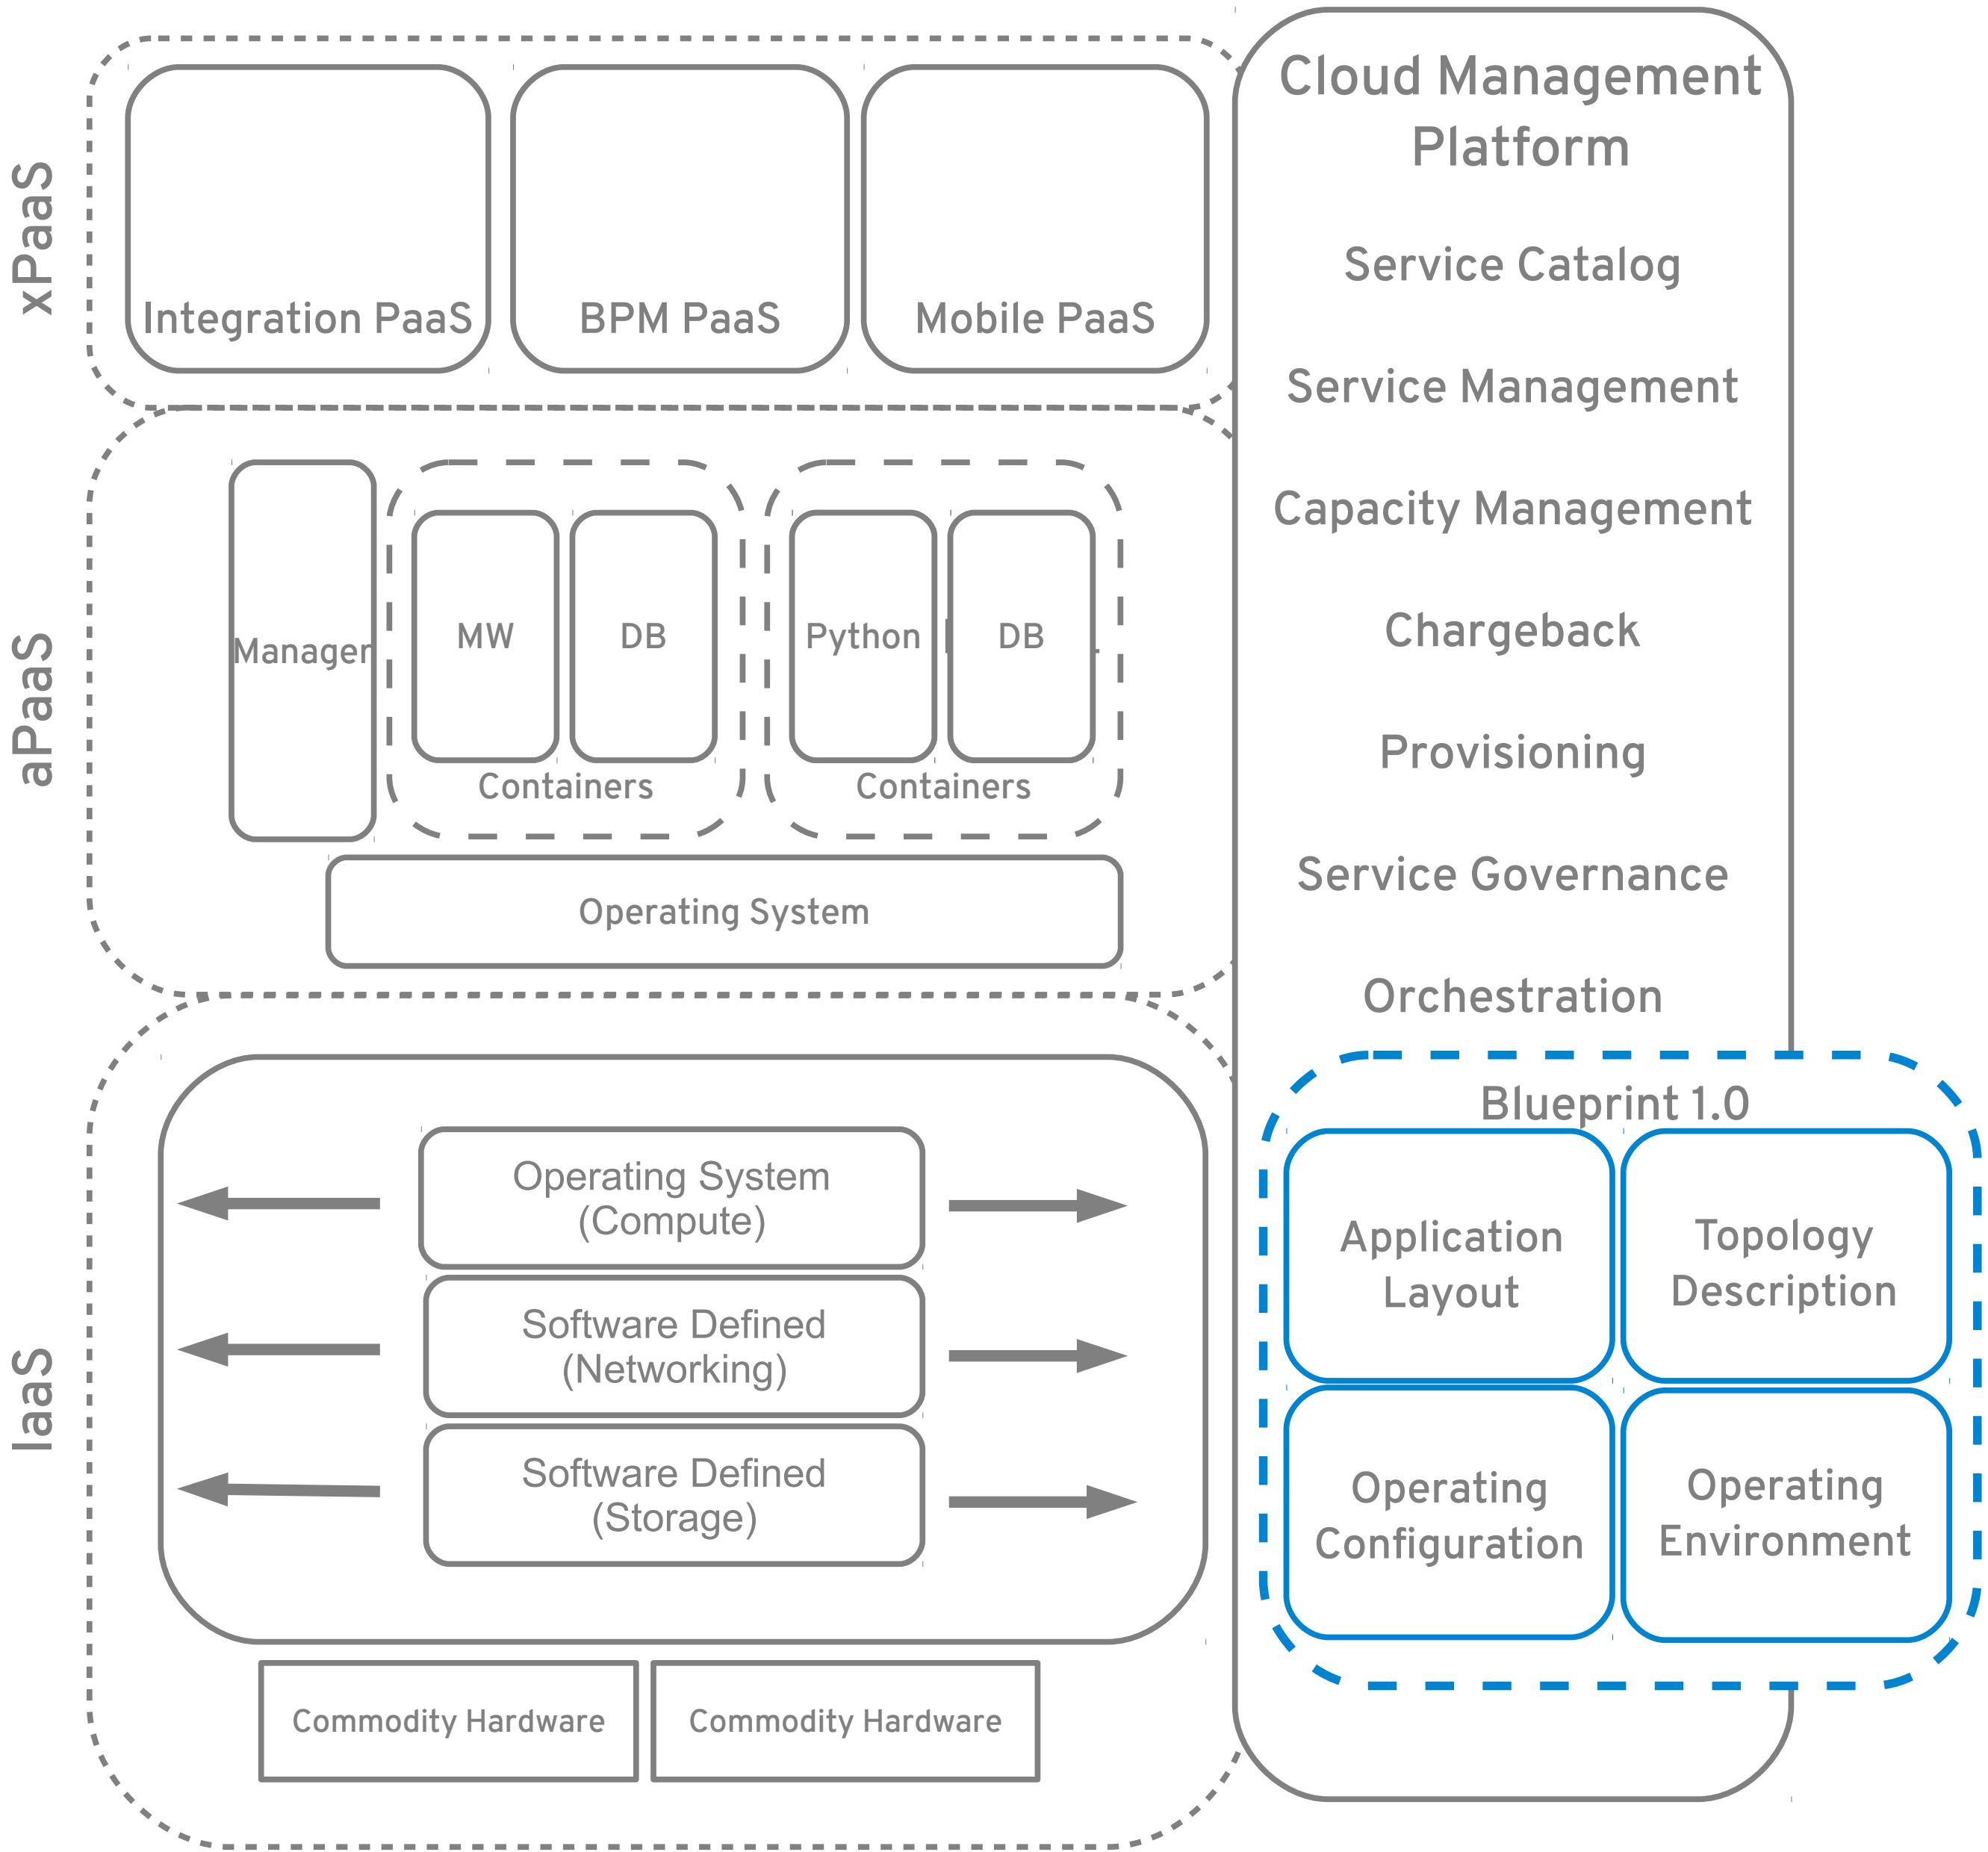 xPaaS
Integration PaaS
BPM PaaS
Mobile PaaS
aPaaS
Manager
MW
DB
Containers
Python
DB
Containers
Operating System
IaaS
Operating System
(Compute)
Software Defined
(Networking)
Software Defined
(Storage)
Commodity Hardware
Commodity Hardware
Cloud Management
Platform
Service Catalog
Service Management
Capacity Management
Chargeback
Provisioning
Service Governance
Orchestration
Blueprint 1.0
Application
Layout
Topology
Description
Operating
Configuration
Operating
Environment